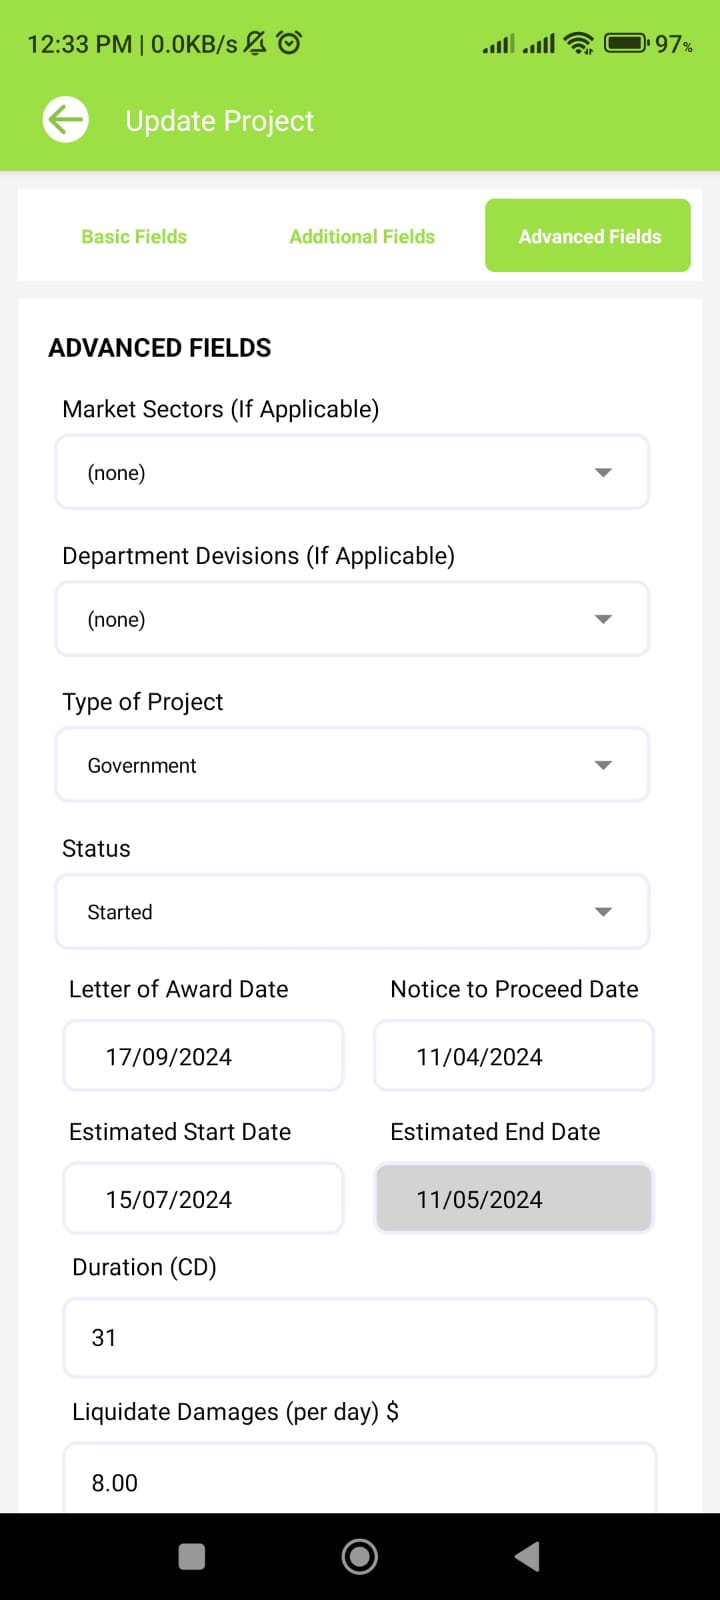 12:33 PM | 0.0KB/s 97%
Update Project
Basic Fields Additional Fields Advanced Fields
ADVANCED FIELDS
Market Sectors (If Applicable)
(none)
Department Devisions (If Applicable)
(none)
Type of Project
Government
Status
Started
Letter of Award Date Notice to Proceed Date
17/09/2024 11/04/2024
Estimated Start Date Estimated End Date
15/07/2024 11/05/2024
Duration (CD)
31
Liquidate Damages (per day) $
8.00